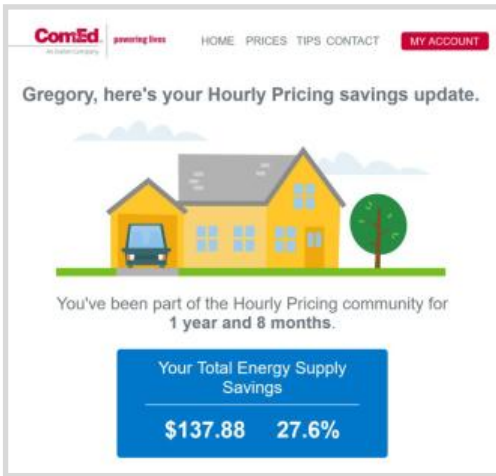 ComEd powering lives HOME PRICES TIPS CONTACT MY ACCOUNT
An Exelon Company
Gregory, here's your Hourly Pricing savings update.
You've been part of the Hourly Pricing community for
1 year and 8 months.
Your Total Energy Supply
Savings
$137.88 27.6%